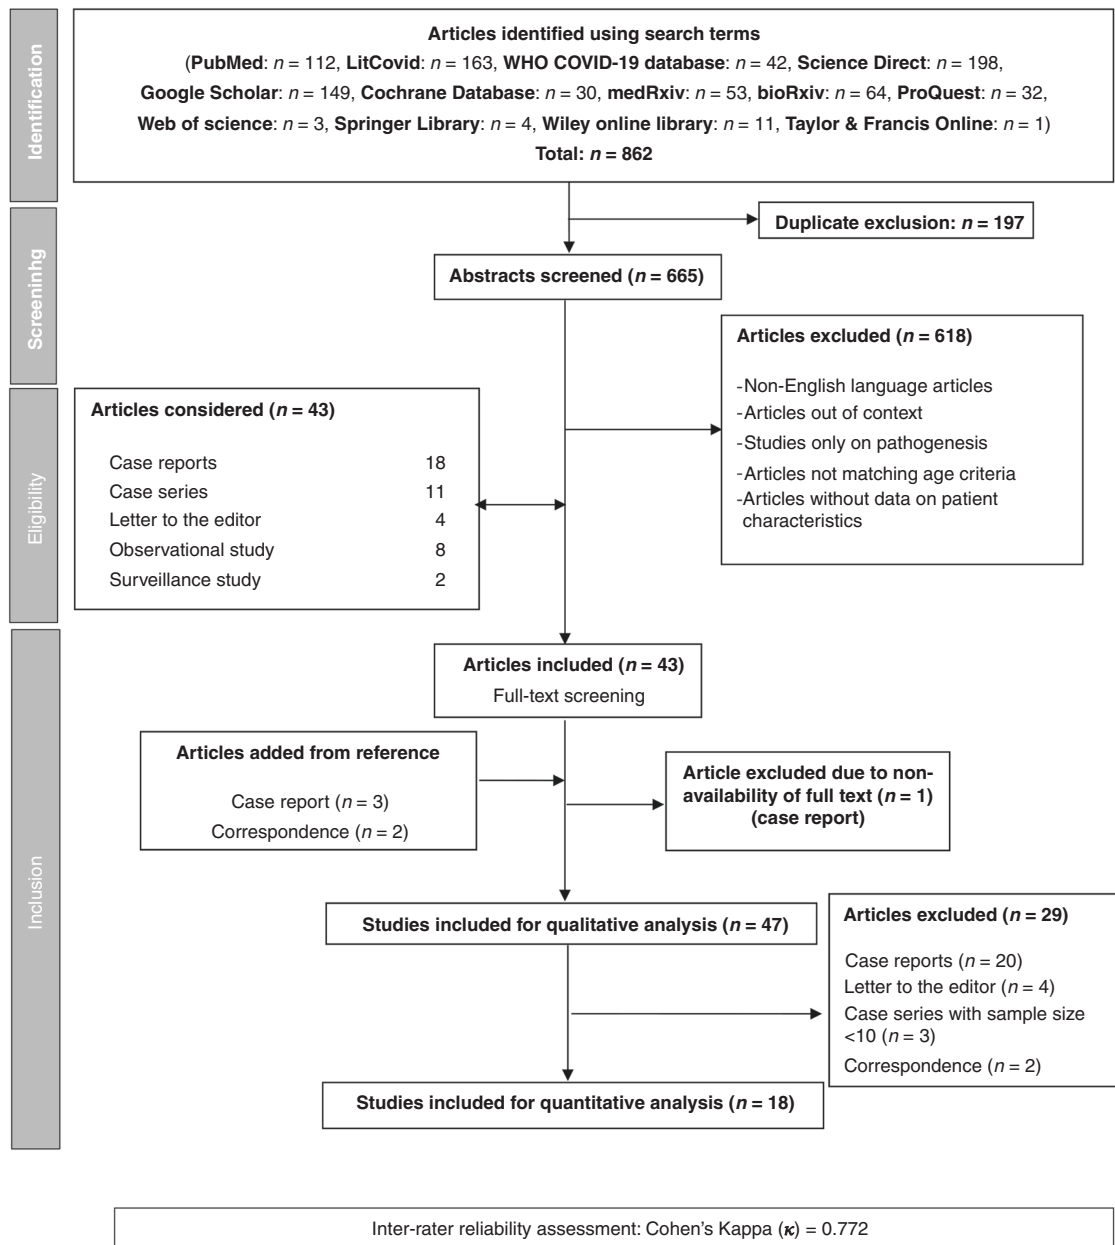 Identification
Articles identified using search terms
(PubMed: n = 112, LitCovid: n = 163, WHO COVID-19 database: n = 42, Science Direct: n = 198,
Google Scholar: n = 149, Cochrane Database: n = 30, medRxiv: n = 53, bioRxiv: n = 64, ProQuest: n = 32,
Web of science: n = 3, Springer Library: n = 4, Wiley online library: n = 11, Taylor & Francis Online: n = 1)
Total: n = 862
Screeninhg
Duplicate exclusion: n = 197
Abstracts screened (n = 665)
Articles excluded (n = 618)
-Non-English language articles
-Articles out of context
-Studies only on pathogenesis
-Articles not matching age criteria
-Articles without data on patient
characteristics
Eligibility
Articles considered (n = 43)
Case reports 18
Case series 11
Letter to the editor 4
Observational study 8
Surveillance study 2
Inclusion
Articles included (n = 43)
Full-text screening
Articles added from reference
Case report (n = 3)
Correspondence (n = 2)
Article excluded due to non-
availability of full text (n = 1)
(case report)
Studies included for qualitative analysis (n = 47)
Articles excluded (n = 29)
Case reports (n = 20)
Letter to the editor (n = 4)
Case series with sample size
<10 (n = 3)
Correspondence (n = 2)
Studies included for quantitative analysis (n = 18)
Inter-rater reliability assessment: Cohen's Kappa (κ) = 0.772